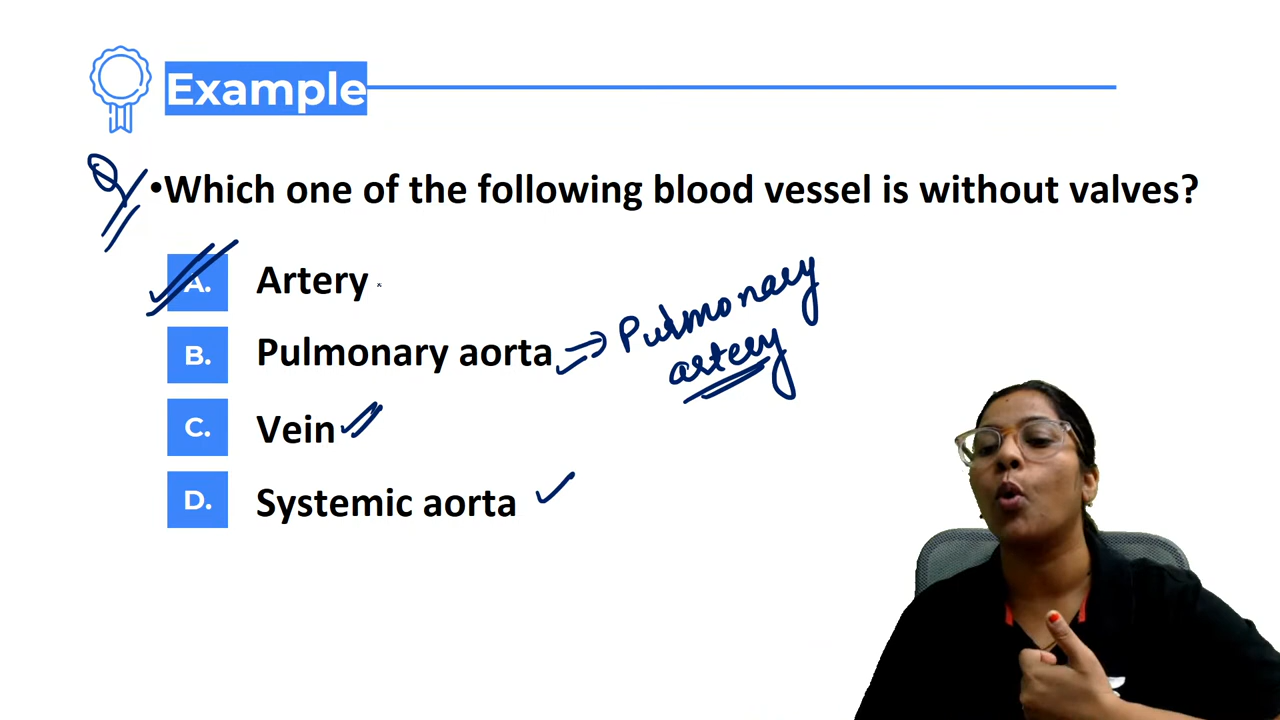 Example
Q
•Which one of the following blood vessel is without valves?
A. Artery
B. Pulmonary aorta
Pulmonary
artery
C. Vein
D. Systemic aorta